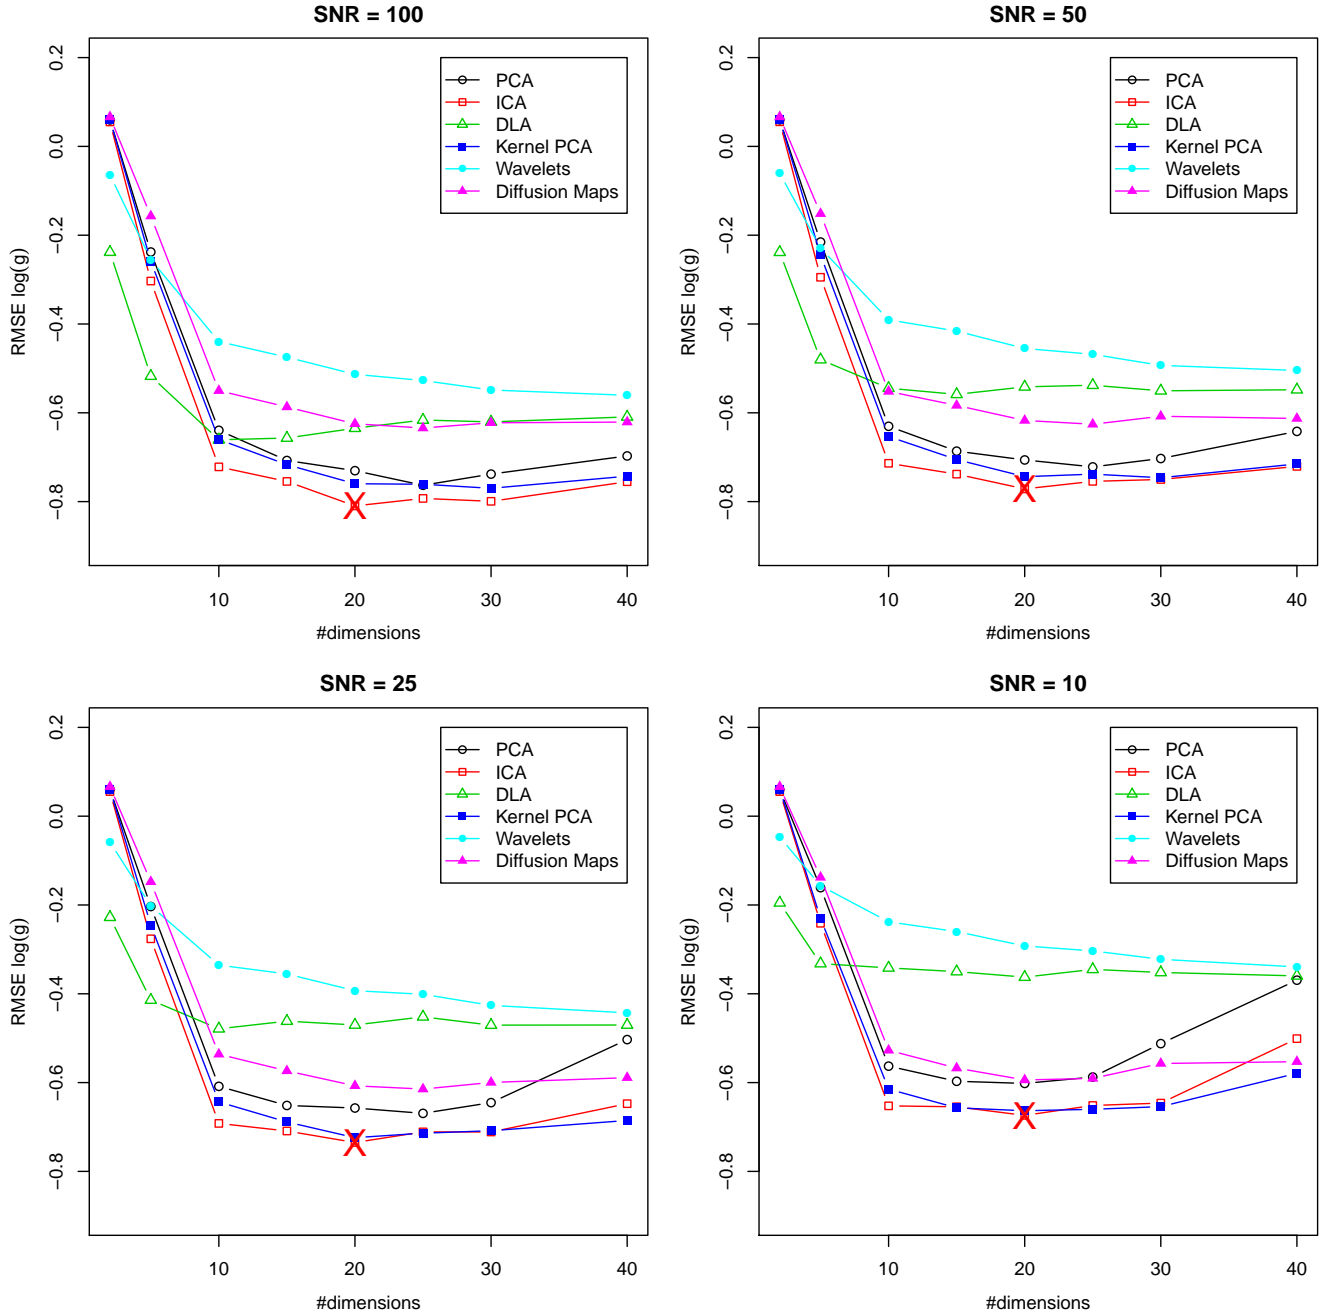 SNR = 100
RMSE log(g)
0.2
0.0
−0.2
−0.4
−0.6
−0.8
PCA
ICA
DLA
Kernel PCA
Wavelets
Diffusion Maps
10 20 30 40
#dimensions
SNR = 50
RMSE log(g)
0.2
0.0
−0.2
−0.4
−0.6
−0.8
PCA
ICA
DLA
Kernel PCA
Wavelets
Diffusion Maps
10 20 30 40
#dimensions
SNR = 25
RMSE log(g)
0.2
0.0
−0.2
−0.4
−0.6
−0.8
PCA
ICA
DLA
Kernel PCA
Wavelets
Diffusion Maps
10 20 30 40
#dimensions
SNR = 10
RMSE log(g)
0.2
0.0
−0.2
−0.4
−0.6
−0.8
PCA
ICA
DLA
Kernel PCA
Wavelets
Diffusion Maps
10 20 30 40
#dimensions